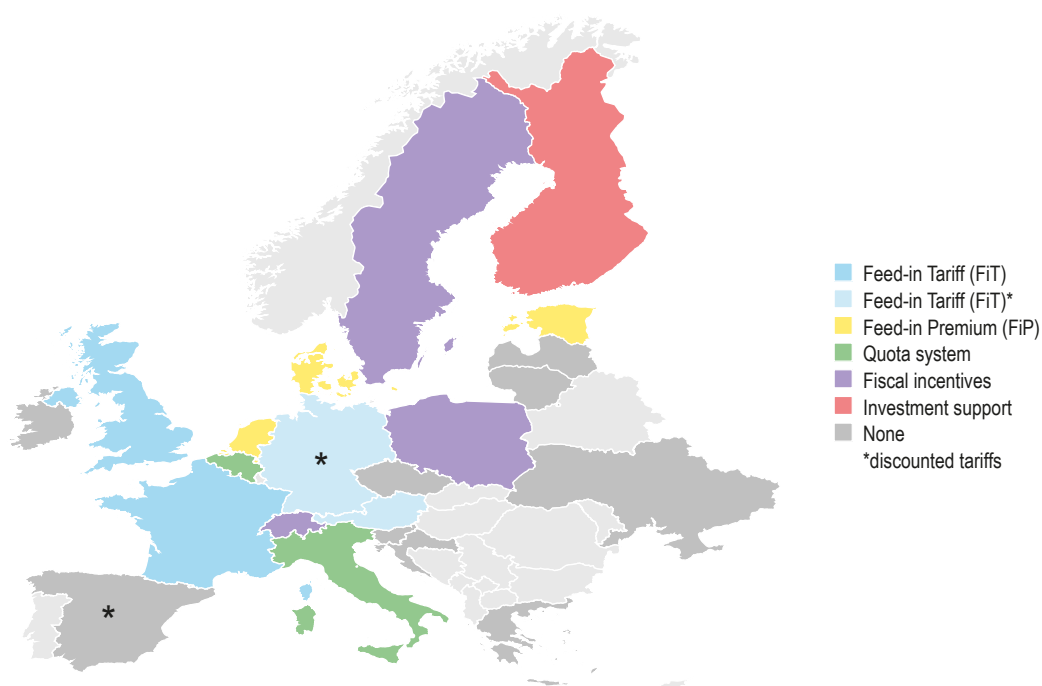 Feed-in Tariff (FiT)
Feed-in Tariff (FiT)*
Feed-in Premium (FiP)
Quota system
Fiscal incentives
Investment support
None
*discounted tariffs
*
*